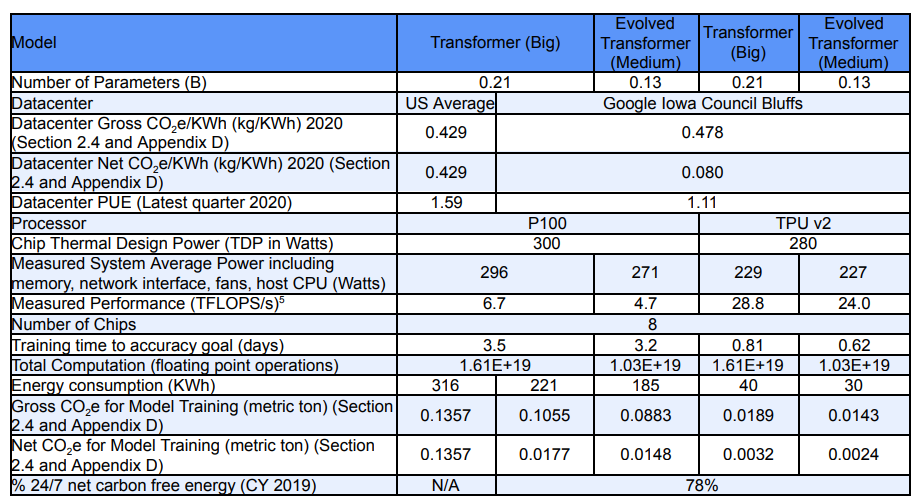 Model Transformer (Big) Evolved Transformer (Medium) Transformer (Big) Evolved Transformer (Medium)
Number of Parameters (B) 0.21 0.13 0.21 0.13
Datacenter US Average Google Iowa Council Bluffs
Datacenter Gross CO₂e/KWh (kg/KWh) 2020
(Section 2.4 and Appendix D) 0.429 0.478
Datacenter Net CO₂e/KWh (kg/KWh) 2020 (Section
2.4 and Appendix D) 0.429 0.080
Datacenter PUE (Latest quarter 2020) 1.59 1.11
Processor P100 TPU v2
Chip Thermal Design Power (TDP in Watts) 300 280
Measured System Average Power including
memory, network interface, fans, host CPU (Watts) 296 271 229 227
Measured Performance (TFLOPS/s)⁵ 6.7 4.7 28.8 24.0
Number of Chips 8
Training time to accuracy goal (days) 3.5 3.2 0.81 0.62
Total Computation (floating point operations) 1.61E+19 1.03E+19 1.61E+19 1.03E+19
Energy consumption (KWh) 316 221 185 40 30
Gross CO₂e for Model Training (metric ton) (Section
2.4 and Appendix D) 0.1357 0.1055 0.0883 0.0189 0.0143
Net CO₂e for Model Training (metric ton) (Section
2.4 and Appendix D) 0.1357 0.0177 0.0148 0.0032 0.0024
% 24/7 net carbon free energy (CY 2019) N/A 78%